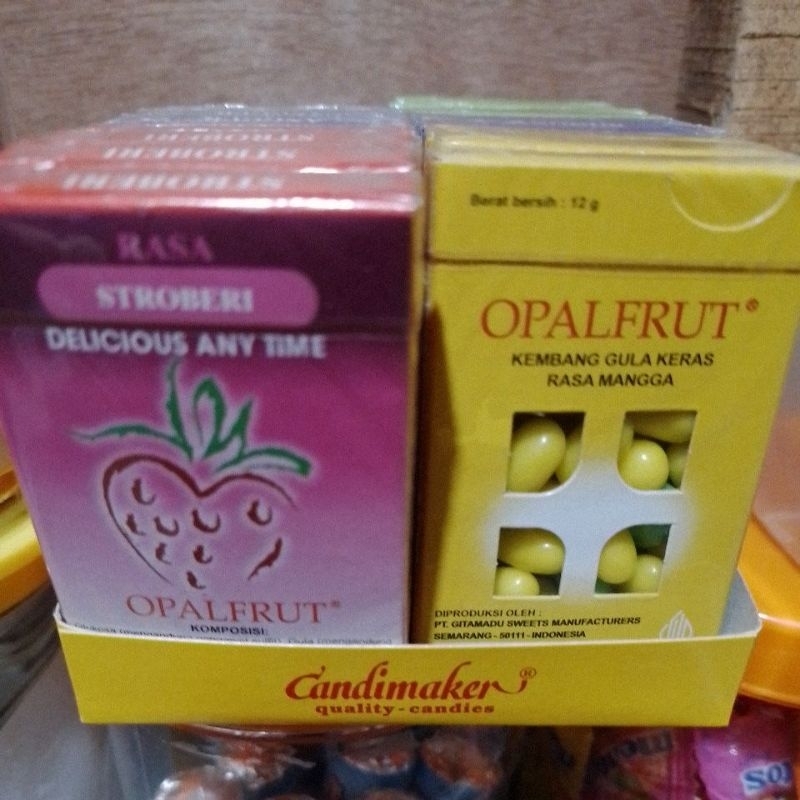 STROBERI
STROBERI
STROBERI
RASA
STROBERI
DELICIOUS ANY TIME
OPALFRUT®
KOMPOSISI:
Berat bersih : 12 g
OPALFRUT®
KEMBANG GULA KERAS
RASA MANGGA
DIPRODUKSI OLEH :
PT. GITAMADU SWEETS MANUFACTURERS
SEMARANG - 50111 - INDONESIA
Candimaker®
quality-candies